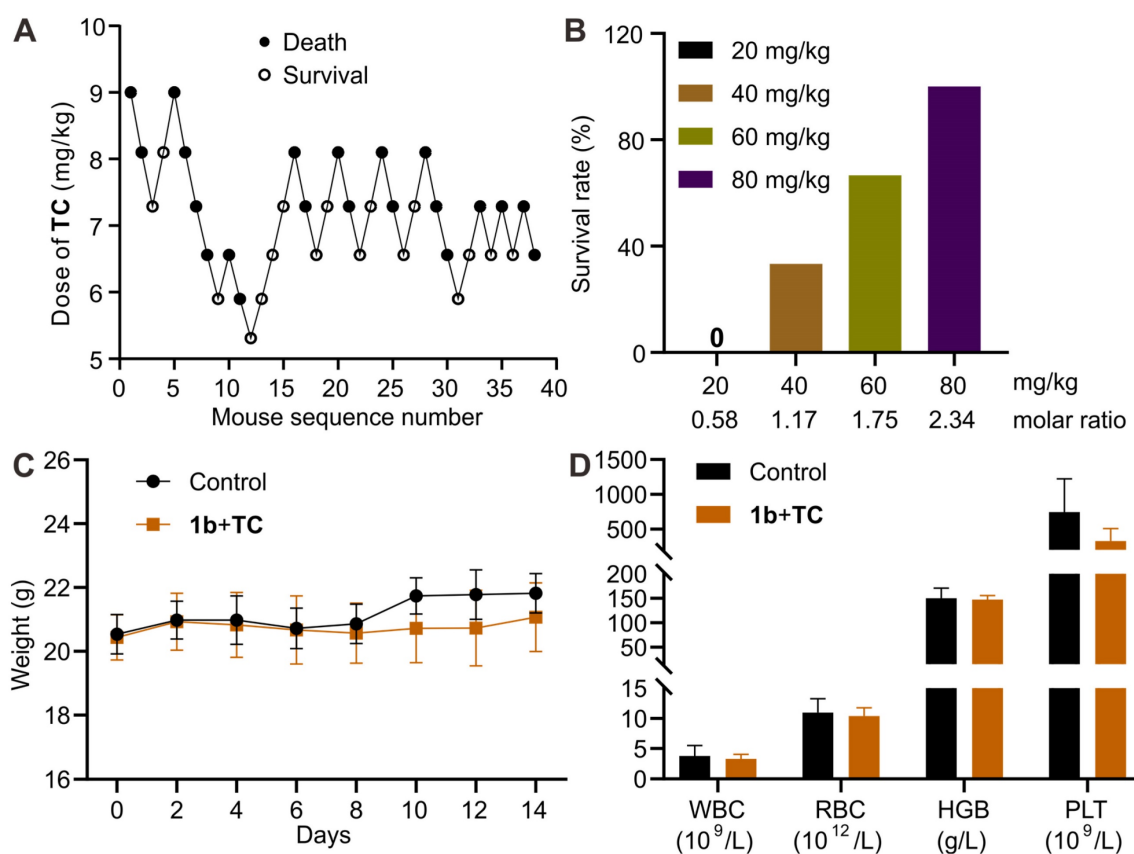 A
Death
Survival
10
9
8
7
6
5
Dose of TC (mg/kg)
0 5 10 15 20 25 30 35 40
Mouse sequence number
B
20 mg/kg
40 mg/kg
60 mg/kg
80 mg/kg
120
80
40
0
Survival rate (%)
0
20 40 60 80 mg/kg
0.58 1.17 1.75 2.34 molar ratio
C
Control
1b+TC
26
24
22
20
18
16
Weight (g)
0 2 4 6 8 10 12 14
Days
D
Control
1b+TC
1500
1000
500
200
150
100
50
15
10
5
0
WBC RBC HGB PLT
(10⁹/L) (10¹²/L) (g/L) (10⁹/L)